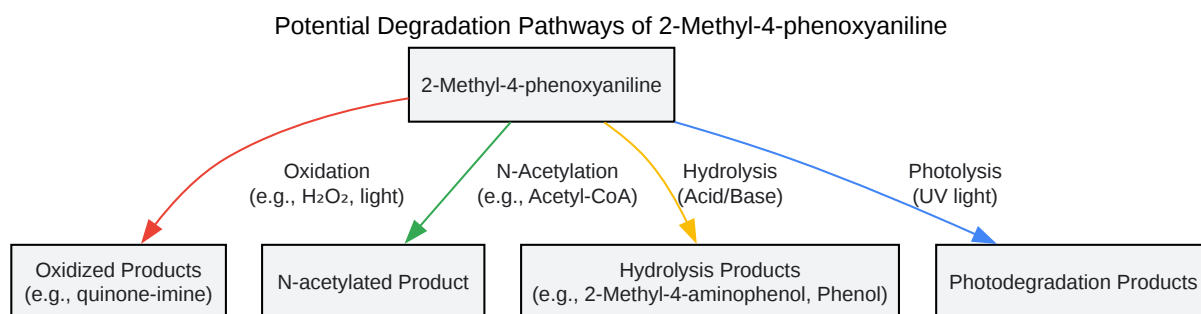 Potential Degradation Pathways of 2-Methyl-4-phenoxyaniline
2-Methyl-4-phenoxyaniline
Oxidation
(e.g., H₂O₂, light)
N-Acetylation
(e.g., Acetyl-CoA)
Hydrolysis
(Acid/Base)
Photolysis
(UV light)
Oxidized Products
(e.g., quinone-imine)
N-acetylated Product
Hydrolysis Products
(e.g., 2-Methyl-4-aminophenol, Phenol)
Photodegradation Products